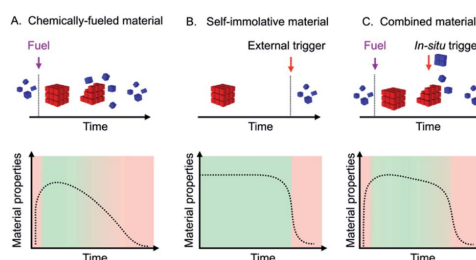 A. Chemically-fueled material
B. Self-immolative material
C. Combined material
Fuel
External trigger
Fuel
In-situ trigger
Time
Time
Time
Material properties
Material properties
Material properties
Time
Time
Time